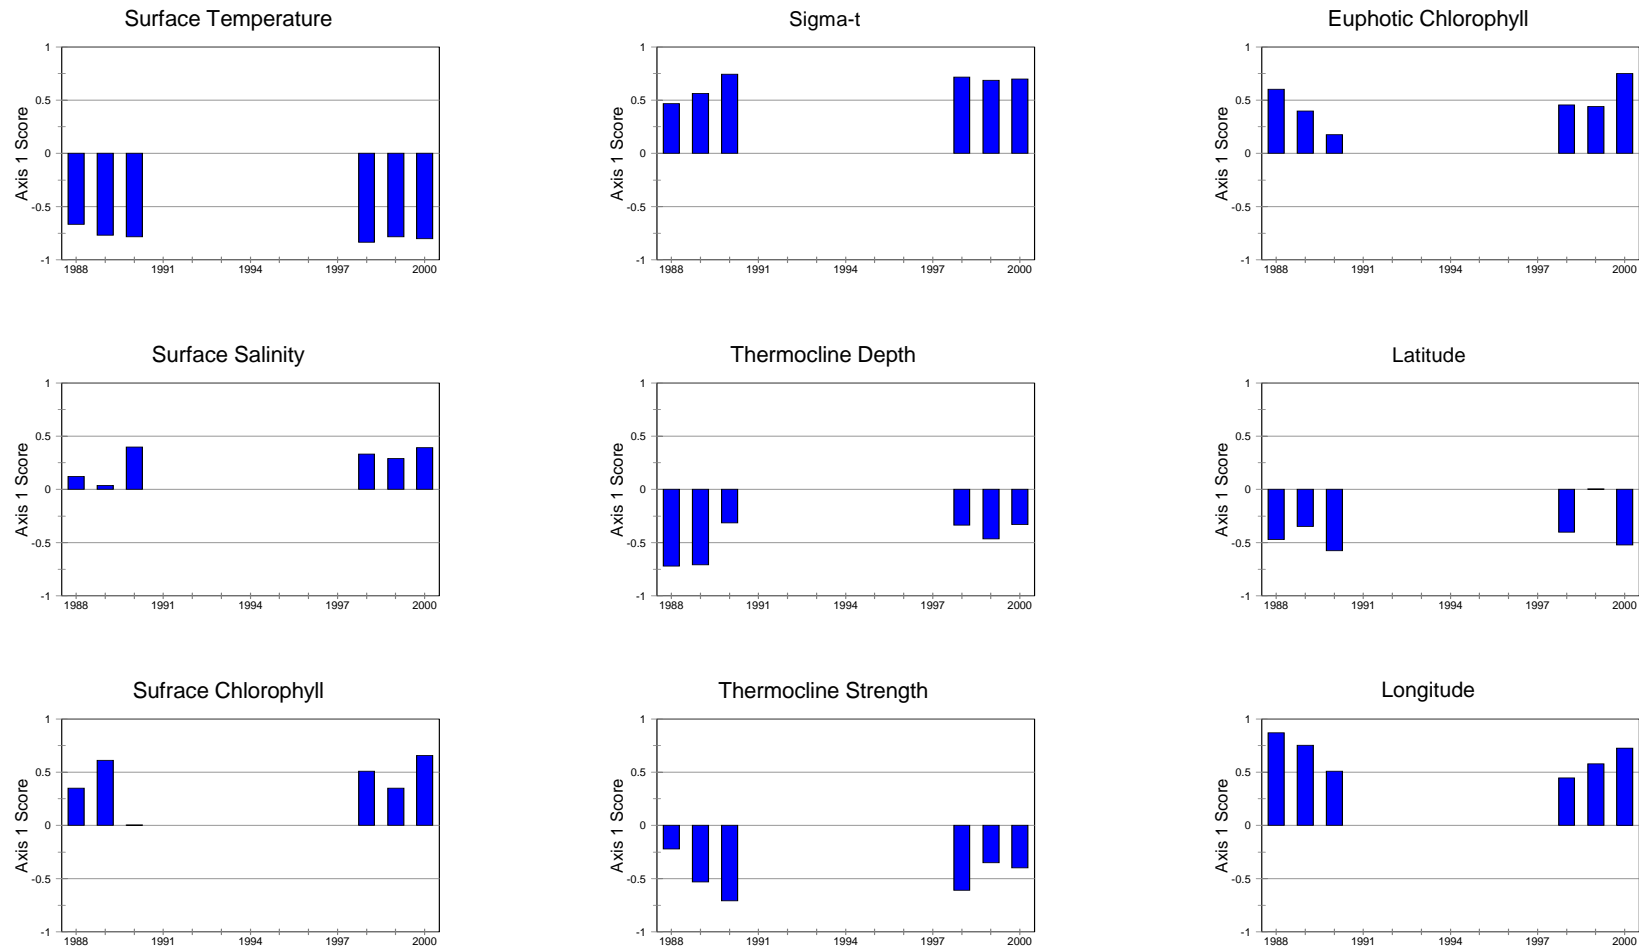 Surface Temperature
1
0.5
0
-0.5
-1
Axis 1 Score
1988 1991 1994 1997 2000
Sigma-t
1
0.5
0
-0.5
-1
Axis 1 Score
1988 1991 1994 1997 2000
Euphotic Chlorophyll
1
0.5
0
-0.5
-1
Axis 1 Score
1988 1991 1994 1997 2000
Surface Salinity
1
0.5
0
-0.5
-1
Axis 1 Score
1988 1991 1994 1997 2000
Thermocline Depth
1
0.5
0
-0.5
-1
Axis 1 Score
1988 1991 1994 1997 2000
Latitude
1
0.5
0
-0.5
-1
Axis 1 Score
1988 1991 1994 1997 2000
Sufrace Chlorophyll
1
0.5
0
-0.5
-1
Axis 1 Score
1988 1991 1994 1997 2000
Thermocline Strength
1
0.5
0
-0.5
-1
Axis 1 Score
1988 1991 1994 1997 2000
Longitude
1
0.5
0
-0.5
-1
Axis 1 Score
1988 1991 1994 1997 2000